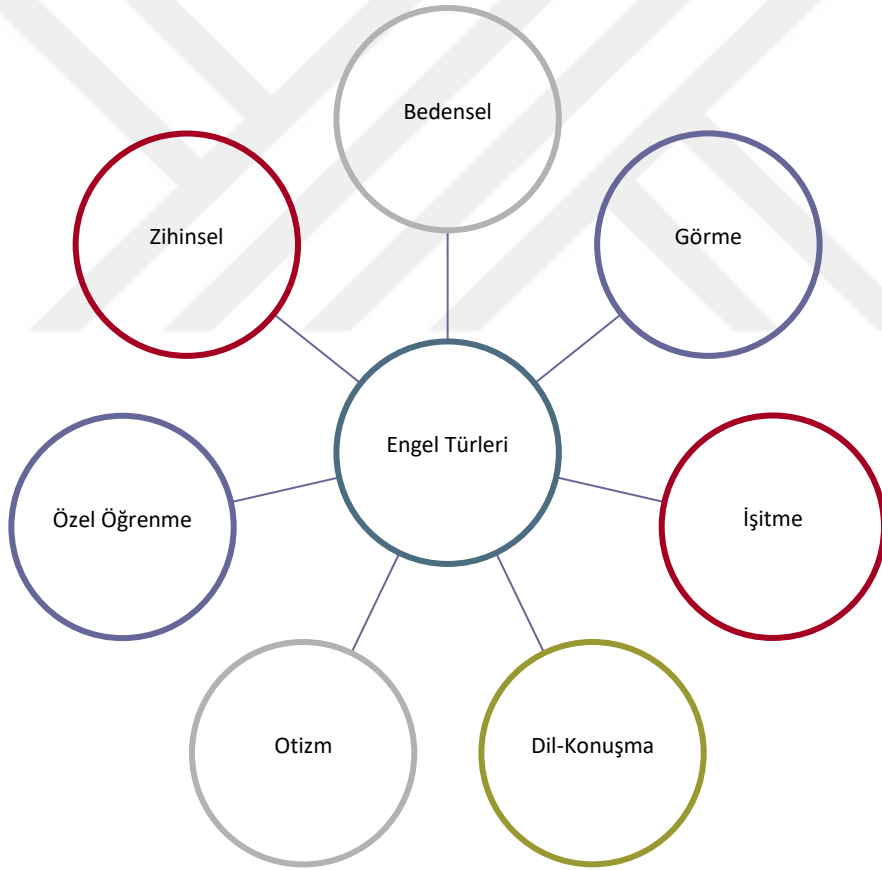 Bedensel
Zihinsel
Görme
Engel Türleri
Özel Öğrenme
İşitme
Otizm
Dil-Konuşma